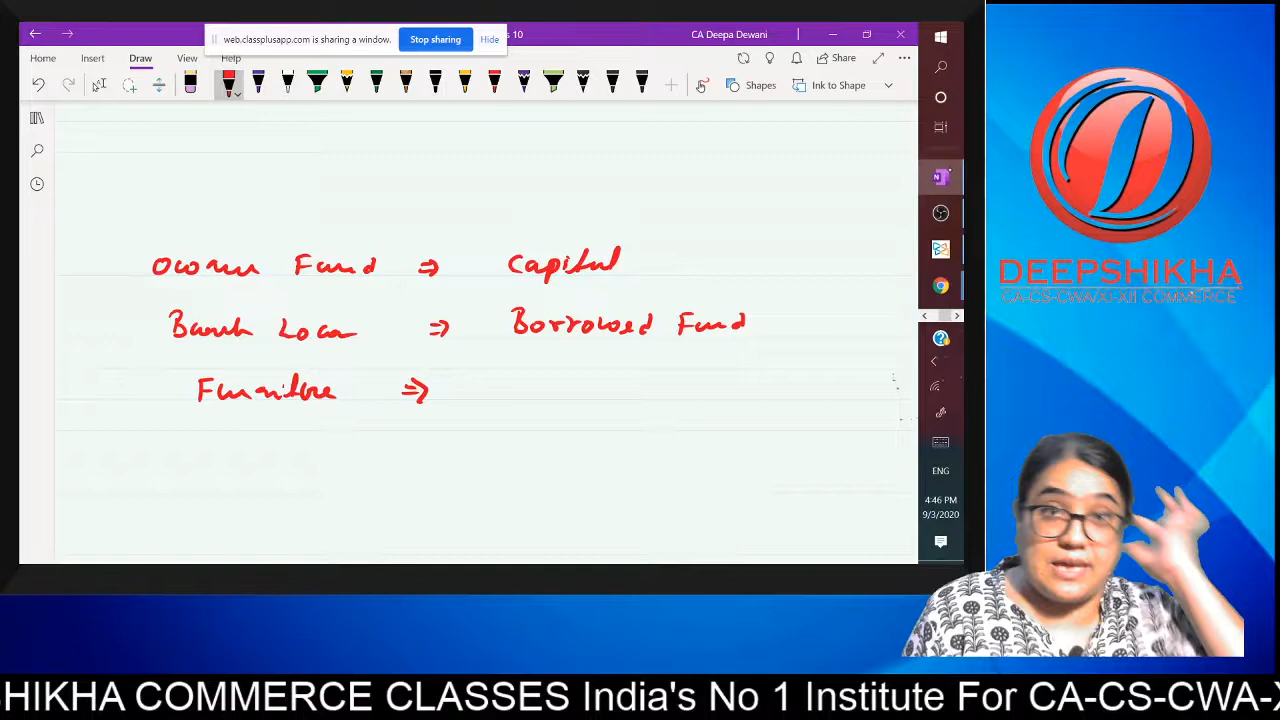 web.classplusapp.com is sharing a window. Stop sharing Hide
s 10
CA Deepa Dewani
Home Insert Draw View Help
Share
Shapes Ink to Shape
Owner Fund ⇒ Capital
Bank Loan ⇒ Borrowed Fund
Furniture ⇒
ENG
4:46 PM
9/3/2020
DEEPSHIKHA
CA-CS-CWA/XI-XII COMMERCE
SHIKHA COMMERCE CLASSES India's No 1 Institute For CA-CS-CWA-X